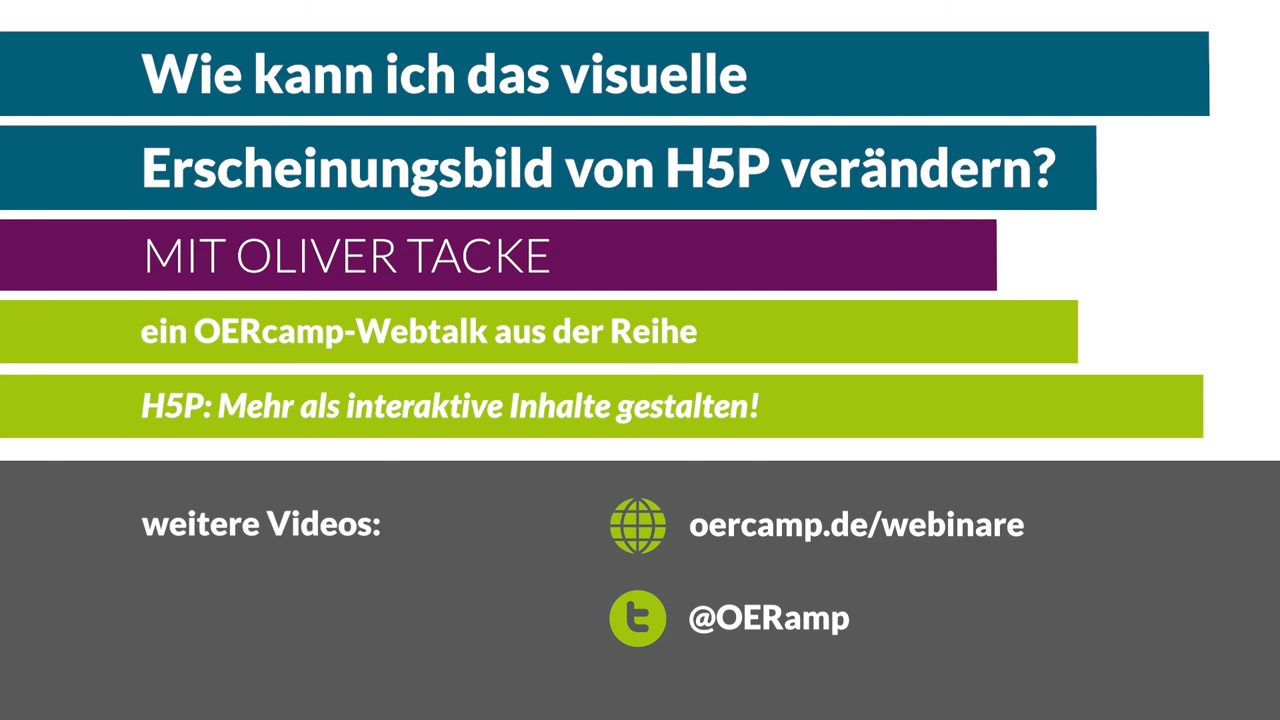 Wie kann ich das visuelle
Erscheinungsbild von H5P verändern?
MIT OLIVER TACKE
ein OERcamp-Webtalk aus der Reihe
H5P: Mehr als interaktive Inhalte gestalten!
weitere Videos:
oercamp.de/webinare
@OERamp